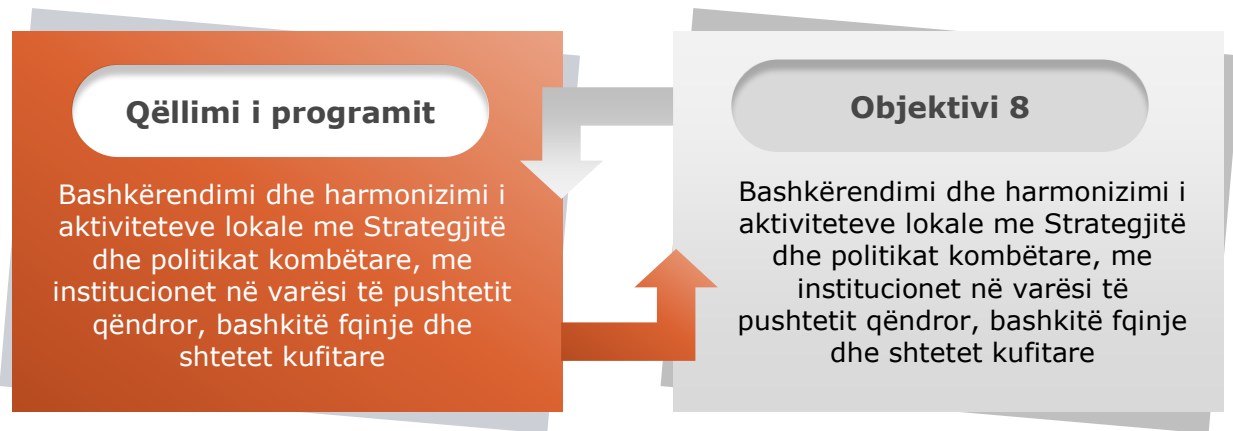 Qëllimi i programit
Bashkërendimi dhe harmonizimi i
aktiviteteve lokale me Strategjitë
dhe politikat kombëtare, me
institucionet në varësi të pushtetit
qëndror, bashkitë fqinje dhe
shtetet kufitare
Objektivi 8
Bashkërendimi dhe harmonizimi i
aktiviteteve lokale me Strategjitë
dhe politikat kombëtare, me
institucionet në varësi të
pushtetit qëndror, bashkitë fqinje
dhe shtetet kufitare